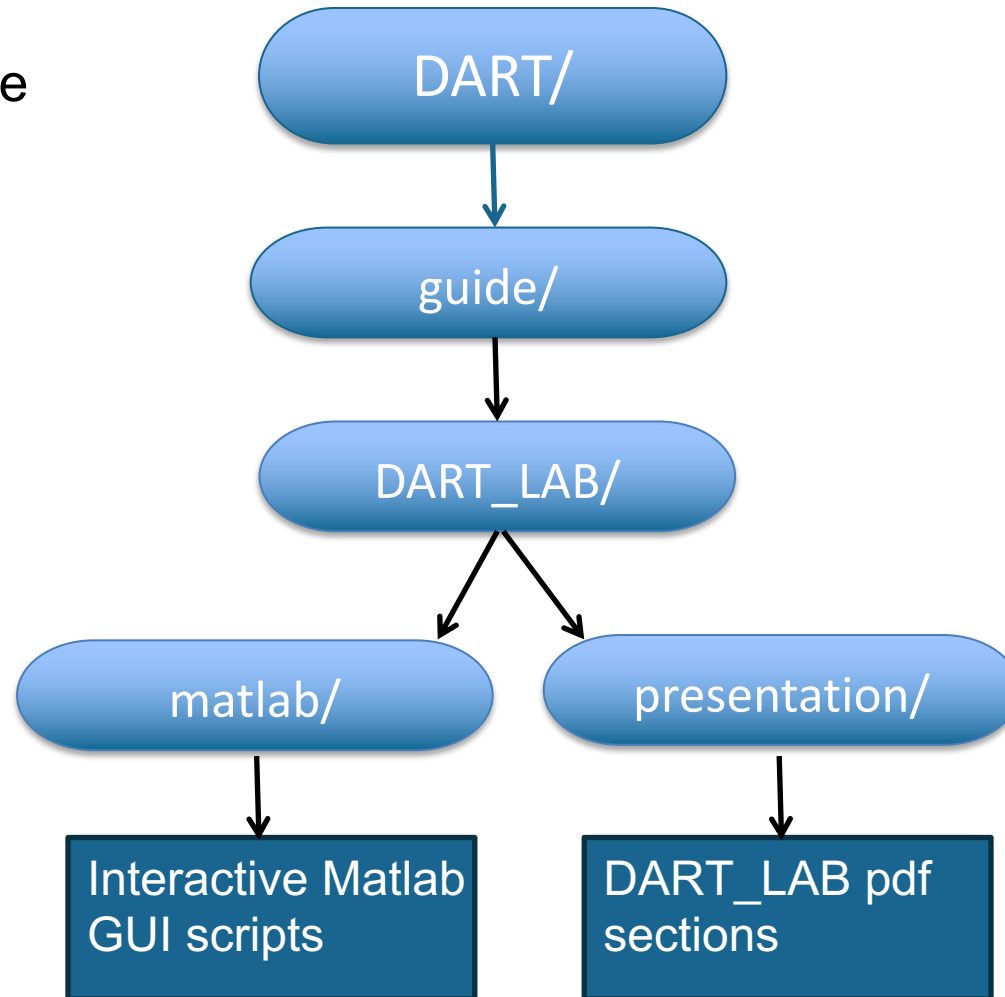 e
DART/
guide/
DART_LAB/
matlab/
presentation/
Interactive Matlab
GUI scripts
DART_LAB pdf
sections